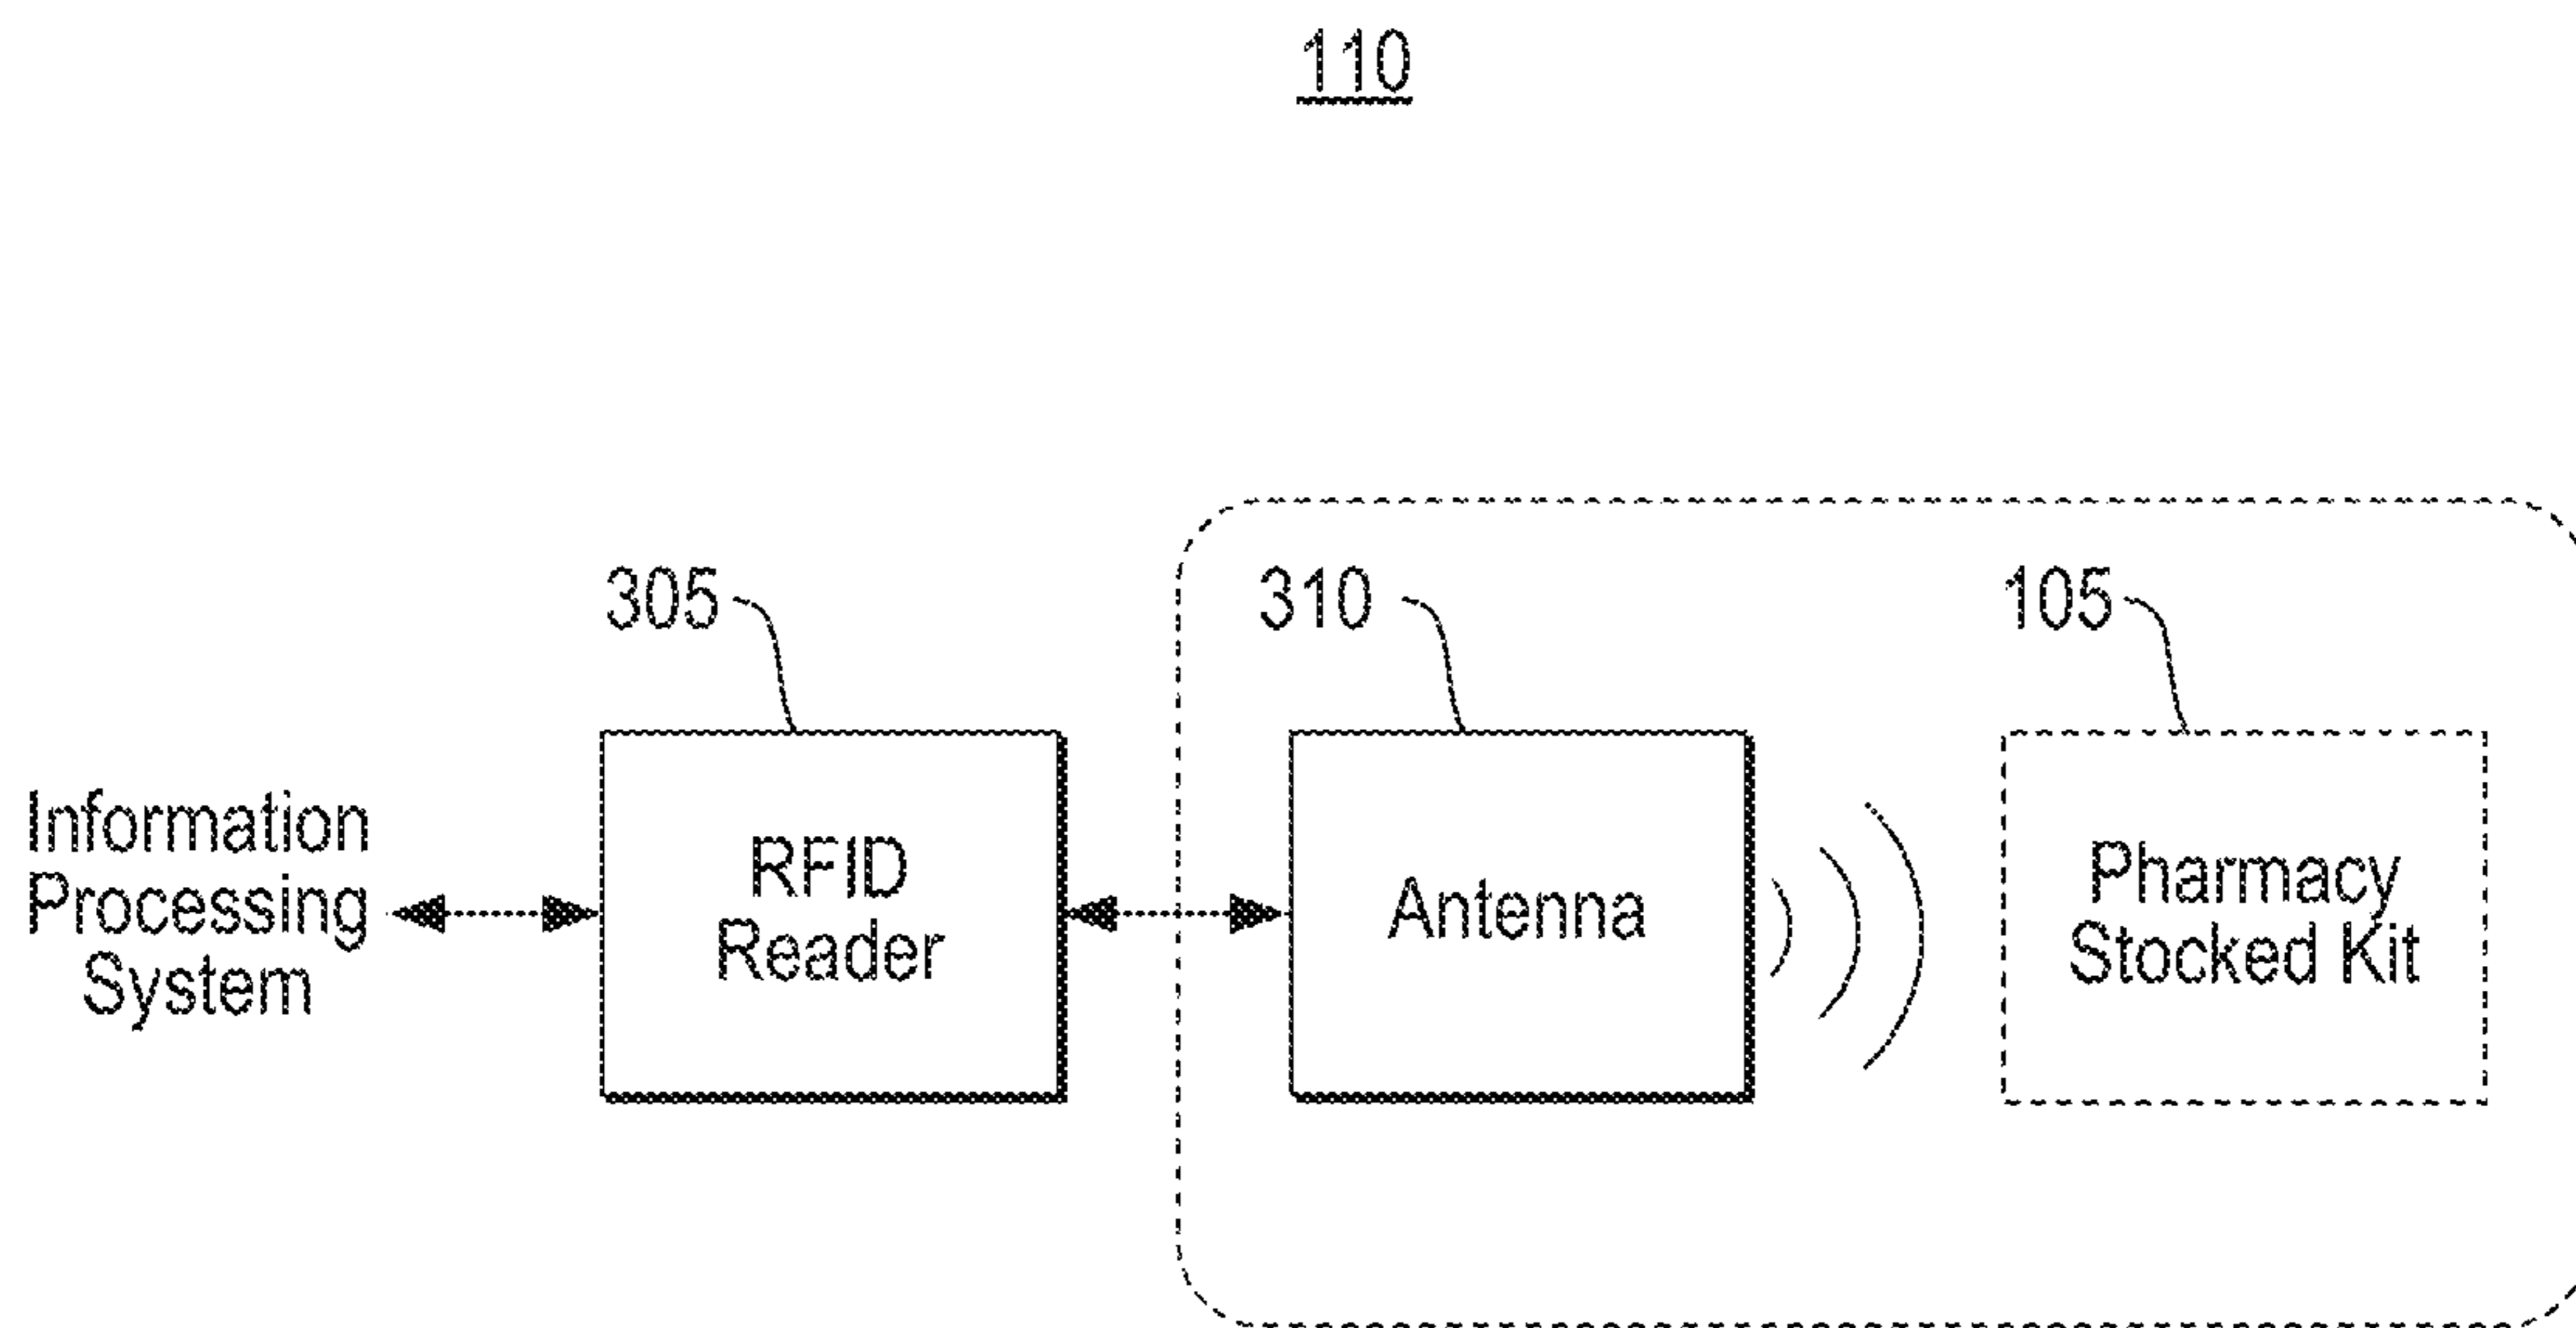 110
305
310
105
Information
Processing
System
RFID
Reader
Antenna
Pharmacy
Stocked Kit